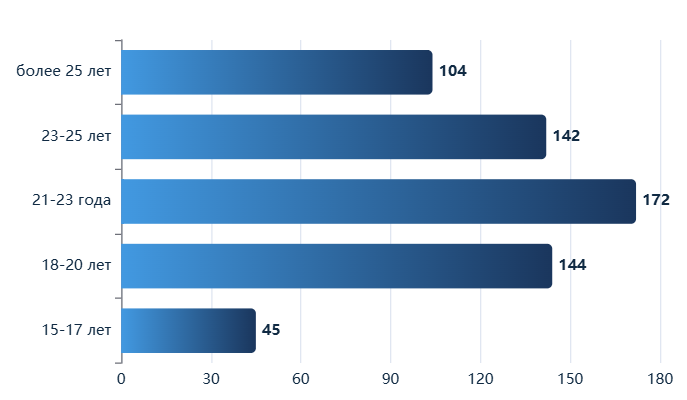 более 25 лет 104
23-25 лет 142
21-23 года 172
18-20 лет 144
15-17 лет 45
0 30 60 90 120 150 180